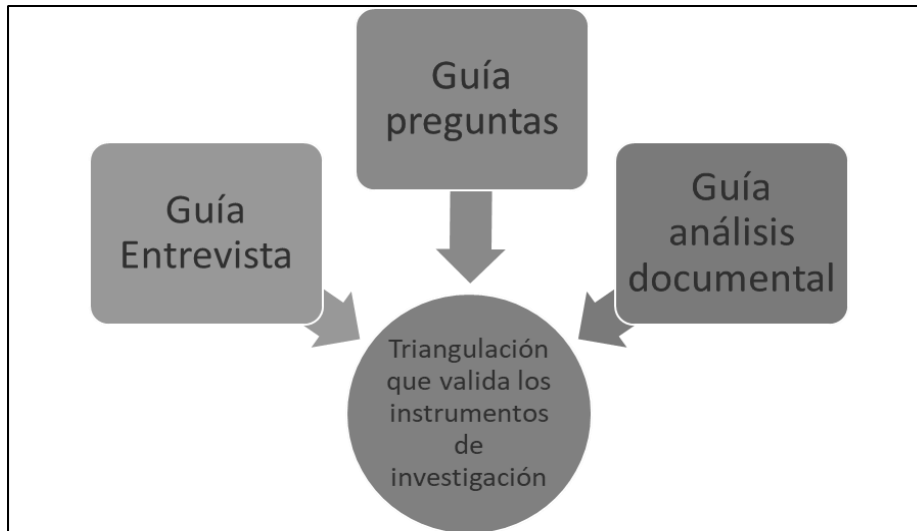 Guía
preguntas
Guía
Entrevista
Guía
análisis
documental
Triangulación
que valida los
instrumentos
de
investigación